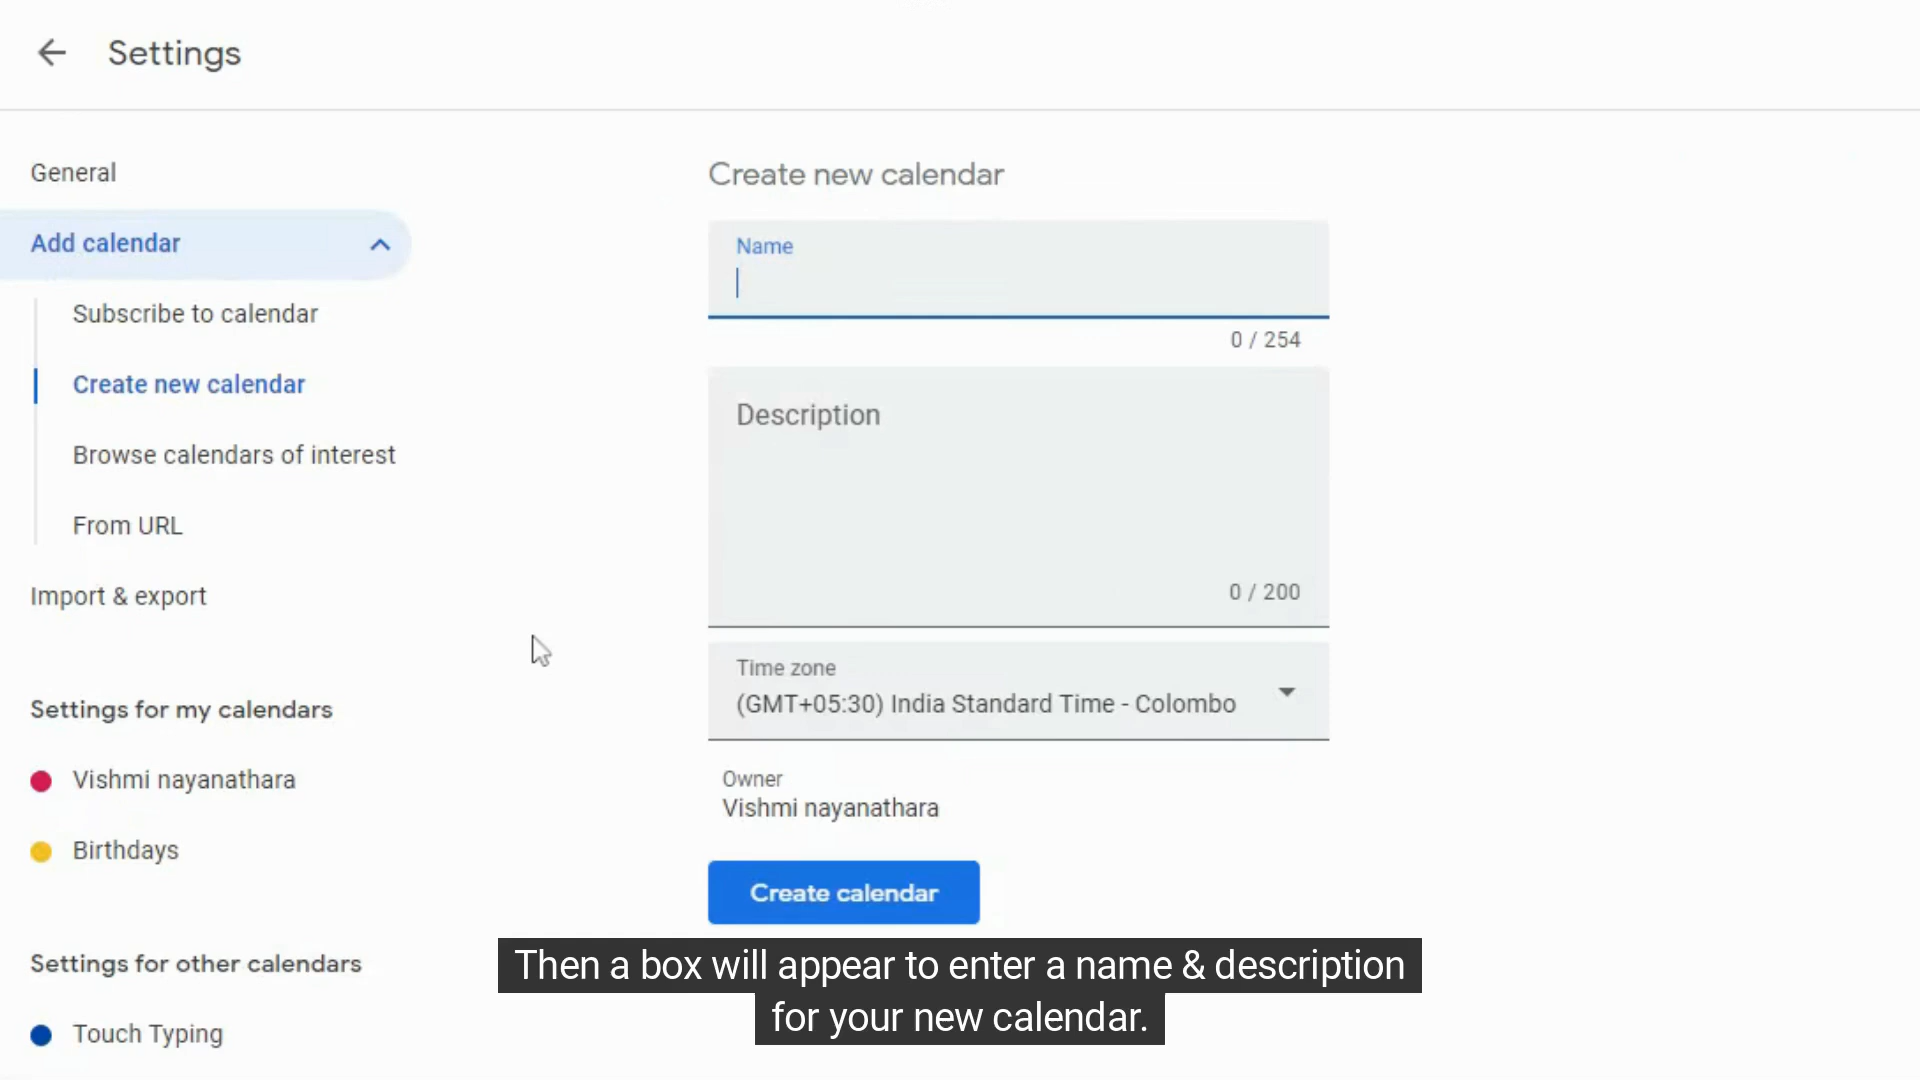 Settings
General
Add calendar
Subscribe to calendar
Create new calendar
Browse calendars of interest
From URL
Import & export
Settings for my calendars
Vishmi nayanathara
Birthdays
Settings for other calendars
Touch Typing
Create new calendar
Name
0 / 254
Description
0 / 200
Time zone
(GMT+05:30) India Standard Time - Colombo
Owner
Vishmi nayanathara
Create calendar
Then a box will appear to enter a name & description
for your new calendar.